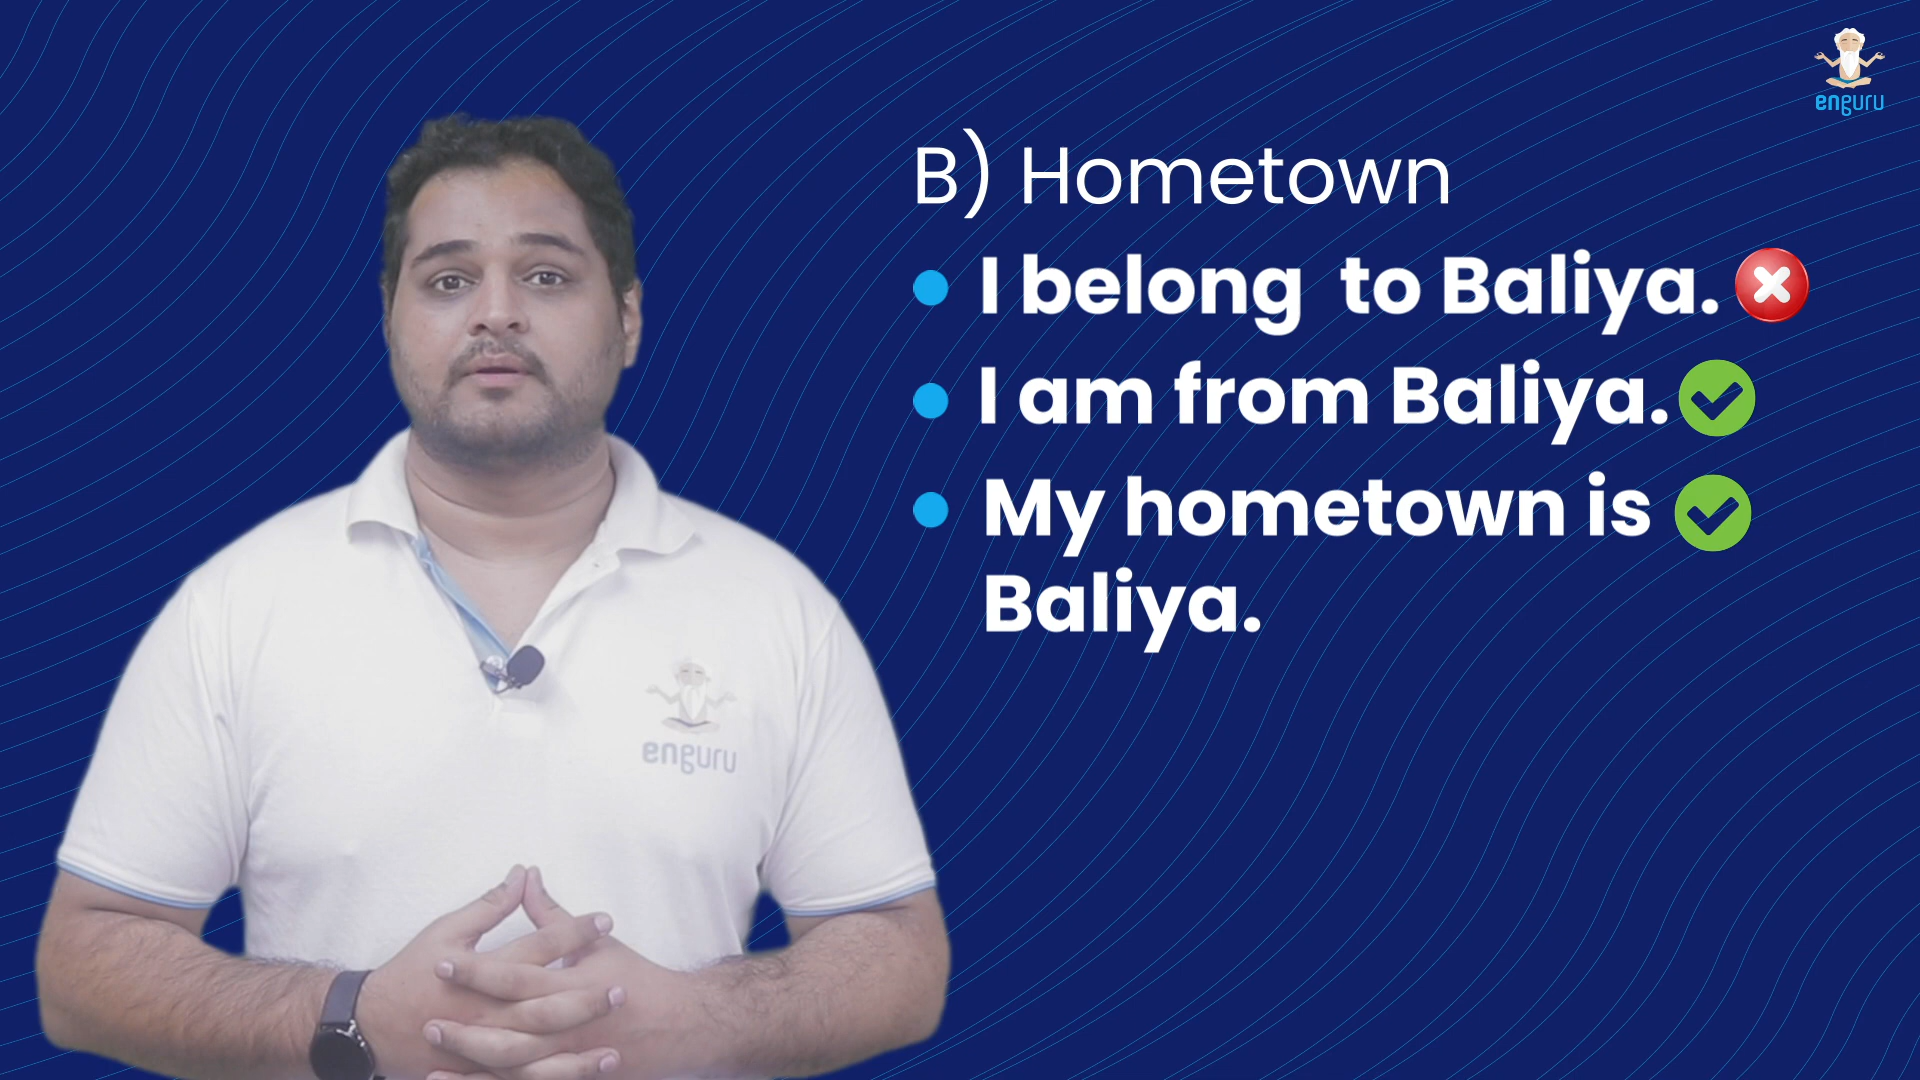 enguru
B) Hometown
I belong to Baliya.
I am from Baliya.
My hometown is
Baliya.
enguru